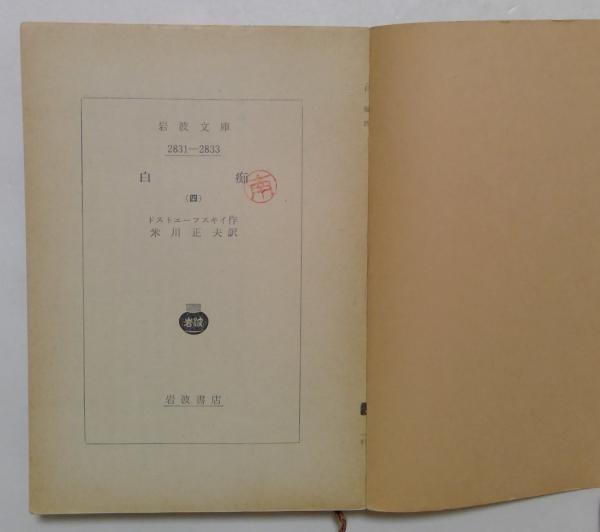 岩波文庫
2831—2833
白痴
(四)
ドストエーフスキイ作
米川正夫訳
岩波
岩波書店